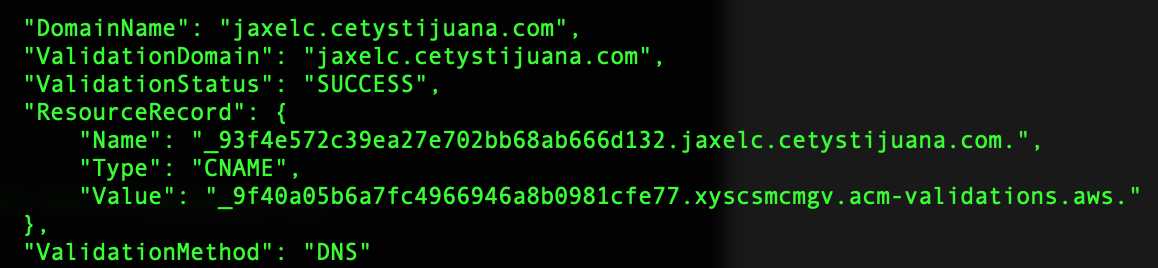 "DomainName": "jaxelc.cetystijuana.com",
"ValidationDomain": "jaxelc.cetystijuana.com",
"ValidationStatus": "SUCCESS",
"ResourceRecord": {
    "Name": "_93f4e572c39ea27e702bb68ab666d132.jaxelc.cetystijuana.com.",
    "Type": "CNAME",
    "Value": "_9f40a05b6a7fc4966946a8b0981cfe77.xyscsmcmgv.acm-validations.aws."
},
"ValidationMethod": "DNS"